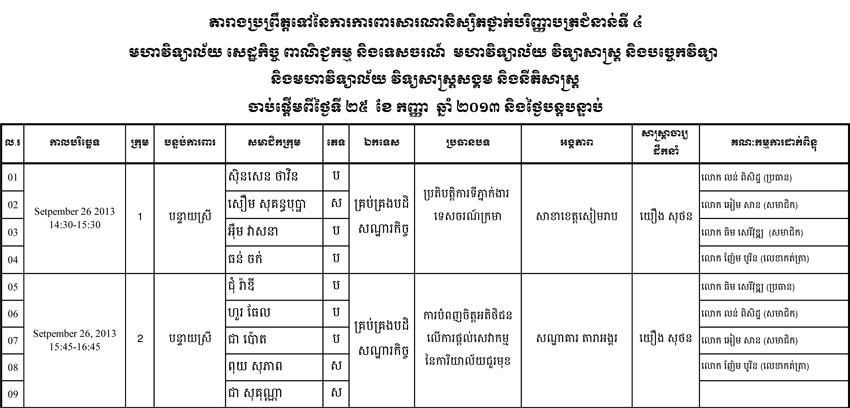 តារាងប្រព្រឹត្តទៅនៃការការពារសារណានិស្សិតថ្នាក់បរិញ្ញាបត្រជំនាន់ទី ៤
មហាវិទ្យាល័យ សេដ្ឋកិច្ច ពាណិជ្ជកម្ម និងទេសចរណ៍ មហាវិទ្យាល័យ វិទ្យាសាស្ត្រ និងបច្ចេកវិទ្យា
និងមហាវិទ្យាល័យ វិទ្យសាស្ត្រសង្គម និងនីតិសាស្ត្រ
ចាប់ផ្តើមពីថ្ងៃទី ២៥ ខែ កញ្ញា ឆ្នាំ ២០១៣ និងថ្ងៃបន្តបន្ទាប់
ល.រ កាលបរិច្ឆេទ ក្រុម បន្ទប់ការពារ សមាជិកក្រុម ភេទ ឯកទេស ប្រធានបទ អង្គភាព សាស្ត្រាចារ្យ ដឹកនាំ គណៈកម្មការដាក់ពិន្ទុ
Setpember 26 2013
14:30-15:30
1
បន្ទាយស្រី
01 ស៊ិនសេន ថាវិន ប
02 សឿម សុគន្ធបុប្ផា ស
03 អ៊ឹម វាសនា ប
04 ធន់ ចក់ ប
គ្រប់គ្រងបដិ
សណ្ឋារកិច្ច
ប្រតិបត្តិការទីភ្នាក់ងារ
ទេសចរណ៍ក្រមា
សាខាខេត្តសៀមរាប
យឿង សុថន
លោក លន់ ពិសិដ្ឋ (ប្រធាន)
លោក អៀម សាន (សមាជិក)
លោក ធិម សេរីវុឌ្ឍ (សមាជិក)
លោក ញ៉ែម បូរិន (លេខាកត់ត្រា)
Setpember 26, 2013
15:45-16:45
2
បន្ទាយស្រី
05 ជុំ រ៉ាឌី ប
06 ហួរ ធែល ប
07 ជា ប៉ោត ប
08 ពុយ សុភាព ស
09 ជា សុគុណ្ណា ស
គ្រប់គ្រងបដិ
សណ្ឋារកិច្ច
ការបំពេញចិត្តអតិថិជន
លើការផ្តល់សេវាកម្ម
នៃការិយាល័យជួរមុខ
សណ្ឋាគារ តារាអង្គរ
យឿង សុថន
លោក ធិម សេរីវុឌ្ឍ (ប្រធាន)
លោក លន់ ពិសិដ្ឋ (សមាជិក)
លោក អៀម សាន (សមាជិក)
លោក ញ៉ែម បូរិន (លេខាកត់ត្រា)